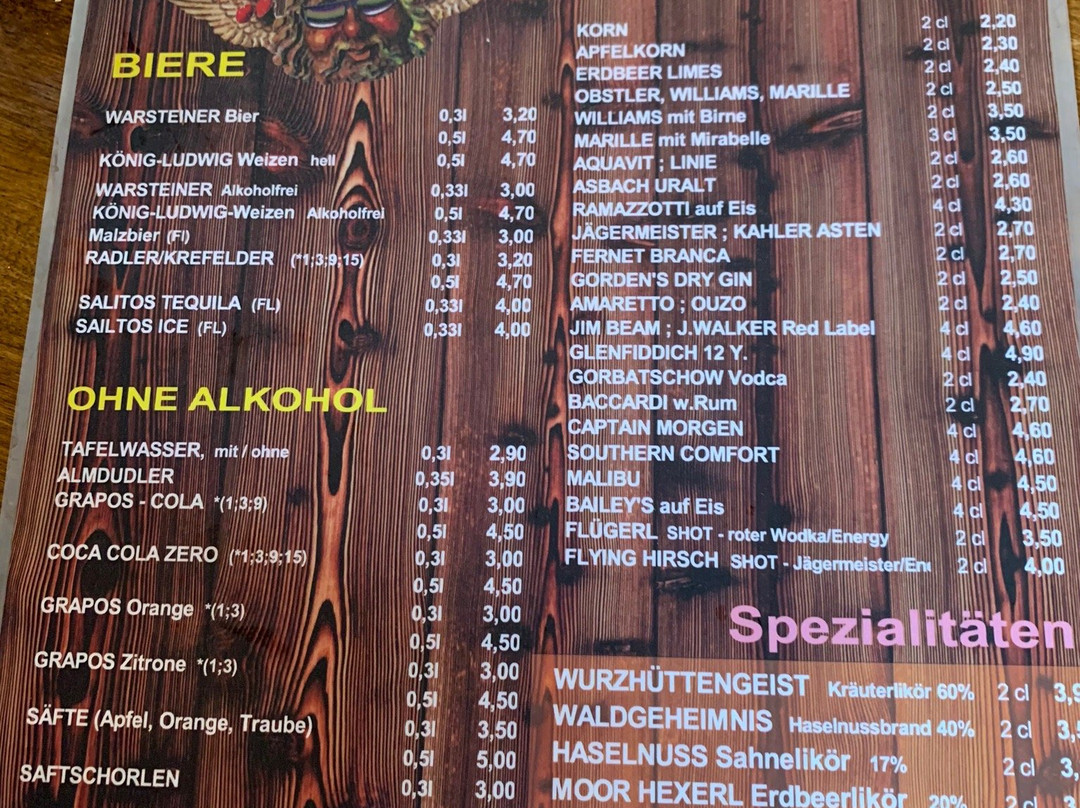 BIERE
WARSTEINER Bier 0,3l 3,20
0,5l 4,70
KÖNIG-LUDWIG Weizen hell 0,5l 4,70
WARSTEINER Alkoholfrei 0,33l 3,00
KÖNIG-LUDWIG-Weizen Alkoholfrei 0,5l 4,70
Malzbier (Fl) 0,33l 3,00
RADLER/KREFELDER (*1;3;9;15) 0,3l 3,20
0,5l 4,70
SALITOS TEQUILA (FL) 0,33l 4,00
SAILTOS ICE (FL) 0,33l 4,00
OHNE ALKOHOL
TAFELWASSER, mit / ohne 0,3l 2,90
ALMDUDLER 0,35l 3,90
GRAPOS - COLA *(1;3;9) 0,3l 3,00
0,5l 4,50
COCA COLA ZERO (*1;3;9;15) 0,3l 3,00
0,5l 4,50
GRAPOS Orange *(1;3) 0,3l 3,00
0,5l 4,50
GRAPOS Zitrone *(1;3) 0,3l 3,00
0,5l 4,50
SÄFTE (Apfel, Orange, Traube) 0,3l 3,50
0,5l 5,00
SAFTSCHORLEN 0,3l 3,00
KORN 2 cl 2,20
APFELKORN 2 cl 2,30
ERDBEER LIMES 2 cl 2,40
OBSTLER, WILLIAMS, MARILLE 2 cl 2,50
WILLIAMS mit Birne 2 cl 3,50
MARILLE mit Mirabelle 3 cl 3,50
AQUAVIT ; LINIE 2 cl 2,60
ASBACH URALT 2 cl 2,60
RAMAZZOTTI auf Eis 4 cl 4,30
JÄGERMEISTER ; KAHLER ASTEN 2 cl 2,70
FERNET BRANCA 2 cl 2,70
GORDEN'S DRY GIN 2 cl 2,50
AMARETTO ; OUZO 2 cl 2,40
JIM BEAM ; J.WALKER Red Label 4 cl 4,60
GLENFIDDICH 12 Y. 4 cl 4,90
GORBATSCHOW Vodca 2 cl 2,40
BACCARDI w.Rum 2 cl 2,70
CAPTAIN MORGEN 4 cl 4,60
SOUTHERN COMFORT 4 cl 4,60
MALIBU 4 cl 4,50
BAILEY'S auf Eis 4 cl 4,50
FLÜGERL SHOT - roter Wodka/Energy 2 cl 3,50
FLYING HIRSCH SHOT - Jägermeister/Ene 2 cl 4,00
Spezialitäten
WURZHÜTTENGEIST Kräuterlikör 60% 2 cl 3,9
WALDGEHEIMNIS Haselnussbrand 40% 2 cl 3,5
HASELNUSS Sahnelikör 17% 2 cl 3,
MOOR HEXERL Erdbeerlikör 20% 2 cl